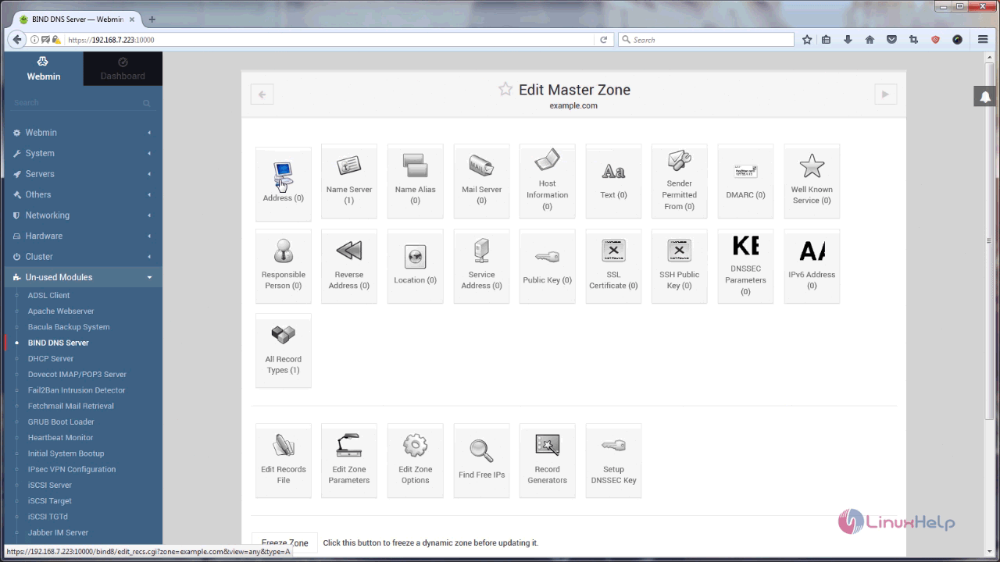 BIND DNS Server — Webmin
https://192.168.7.223:10000
Search
Webmin
Dashboard
Search
Webmin
System
Servers
Others
Networking
Hardware
Cluster
Un-used Modules
ADSL Client
Apache Webserver
Bacula Backup System
BIND DNS Server
DHCP Server
Dovecot IMAP/POP3 Server
Fail2Ban Intrusion Detector
Fetchmail Mail Retrieval
GRUB Boot Loader
Heartbeat Monitor
Initial System Bootup
IPsec VPN Configuration
iSCSI Server
iSCSI Target
iSCSI TGTd
Jabber IM Server
Edit Master Zone
example.com
Address (0)
Name Server
(1)
Name Alias
(0)
MAIL
Mail Server
(0)
Host
Information
(0)
Aa
Text (0)
Sender
Permitted
From (0)
DMARC (0)
Well Known
Service (0)
Responsible
Person (0)
Reverse
Address (0)
Location (0)
Service
Address (0)
Public Key (0)
SSL
Certificate (0)
SSH Public
Key (0)
KE
DNSSEC
Parameters
(0)
AA
IPv6 Address
(0)
All Record
Types (1)
Edit Records
File
Edit Zone
Parameters
Edit Zone
Options
Find Free IPs
Record
Generators
Setup
DNSSEC Key
Freeze Zone
Click this button to freeze a dynamic zone before updating it.
LinuxHelp
https://192.168.7.223:10000/bind8/edit_recs.cgi?zone=example.com&view=any&type=A